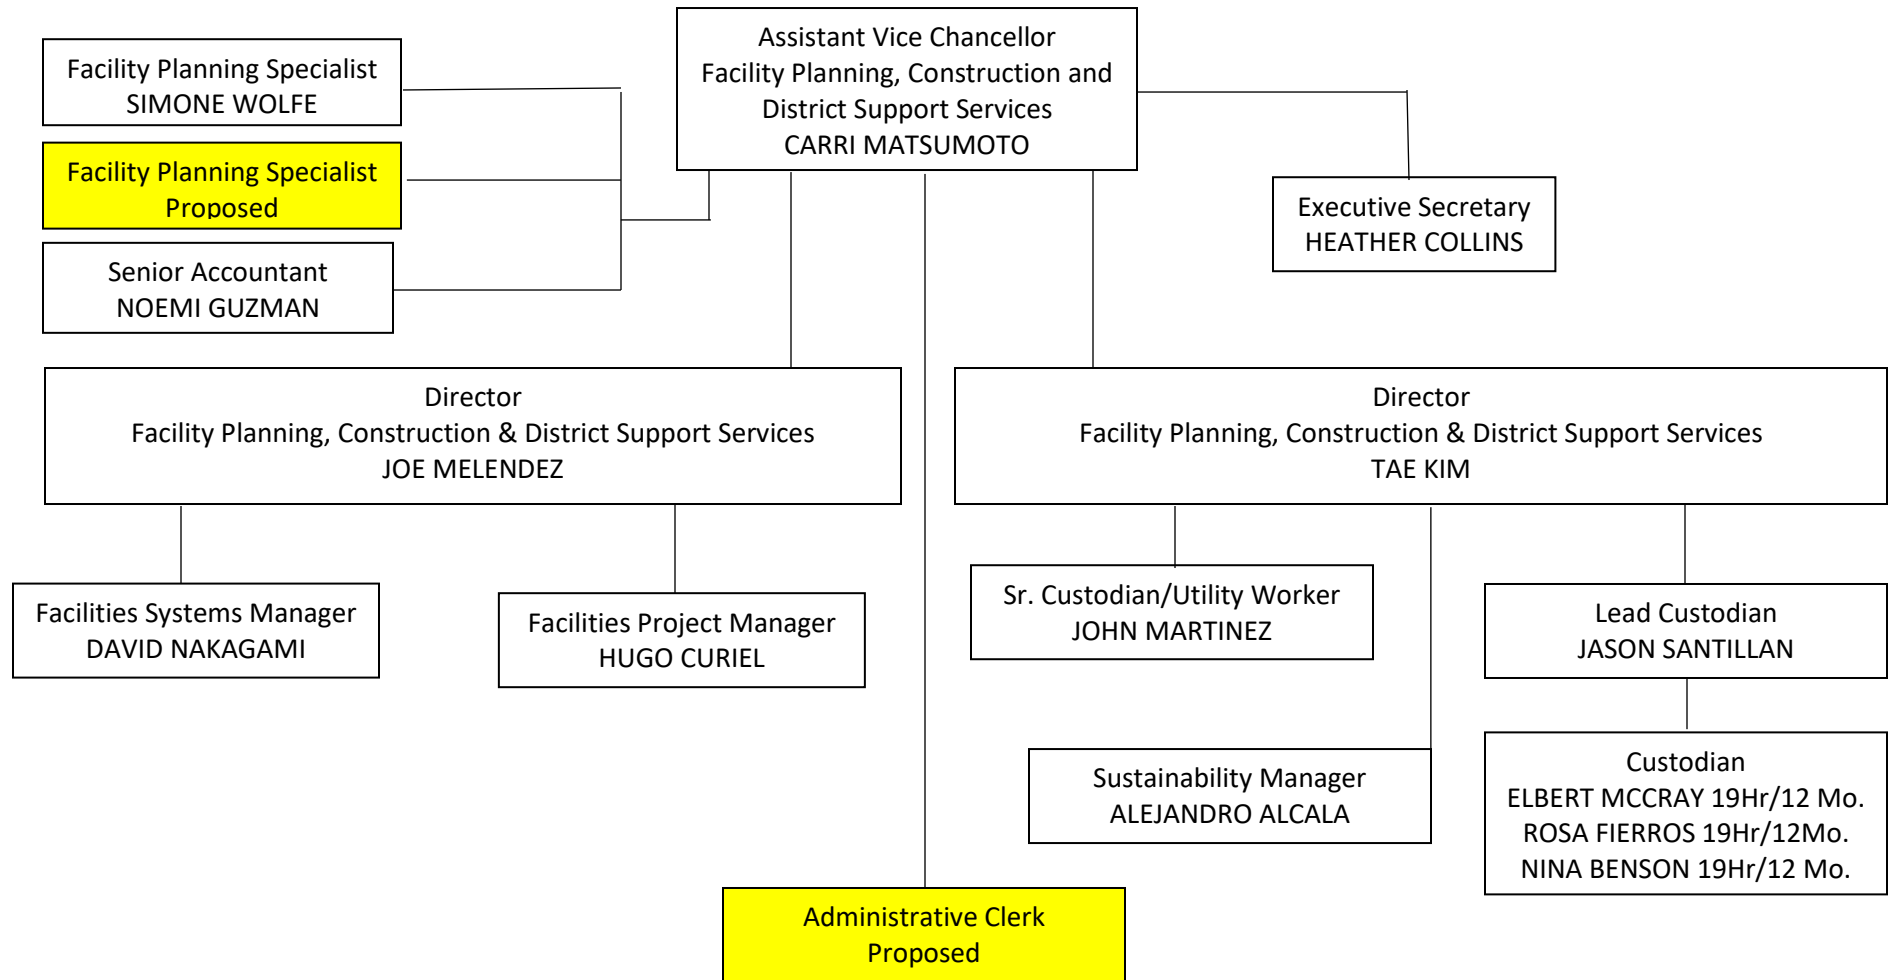 Assistant Vice Chancellor
Facility Planning, Construction and
District Support Services
CARRI MATSUMOTO
Facility Planning Specialist
SIMONE WOLFE
Facility Planning Specialist
Proposed
Senior Accountant
NOEMI GUZMAN
Executive Secretary
HEATHER COLLINS
Director
Facility Planning, Construction & District Support Services
JOE MELENDEZ
Director
Facility Planning, Construction & District Support Services
TAE KIM
Facilities Systems Manager
DAVID NAKAGAMI
Facilities Project Manager
HUGO CURIEL
Sr. Custodian/Utility Worker
JOHN MARTINEZ
Lead Custodian
JASON SANTILLAN
Sustainability Manager
ALEJANDRO ALCALA
Custodian
ELBERT MCCRAY 19Hr/12 Mo.
ROSA FIERROS 19Hr/12Mo.
NINA BENSON 19Hr/12 Mo.
Administrative Clerk
Proposed